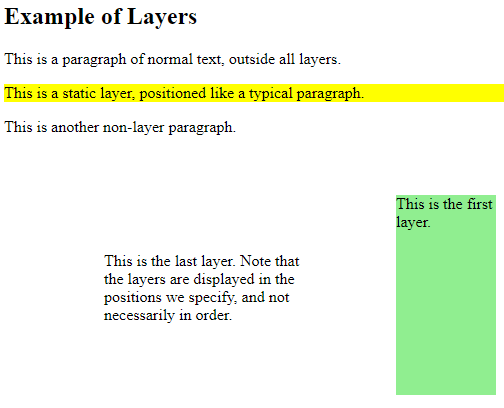 Example of Layers
This is a paragraph of normal text, outside all layers.
This is a static layer, positioned like a typical paragraph.
This is another non-layer paragraph.
This is the first
layer.
This is the last layer. Note that
the layers are displayed in the
positions we specify, and not
necessarily in order.